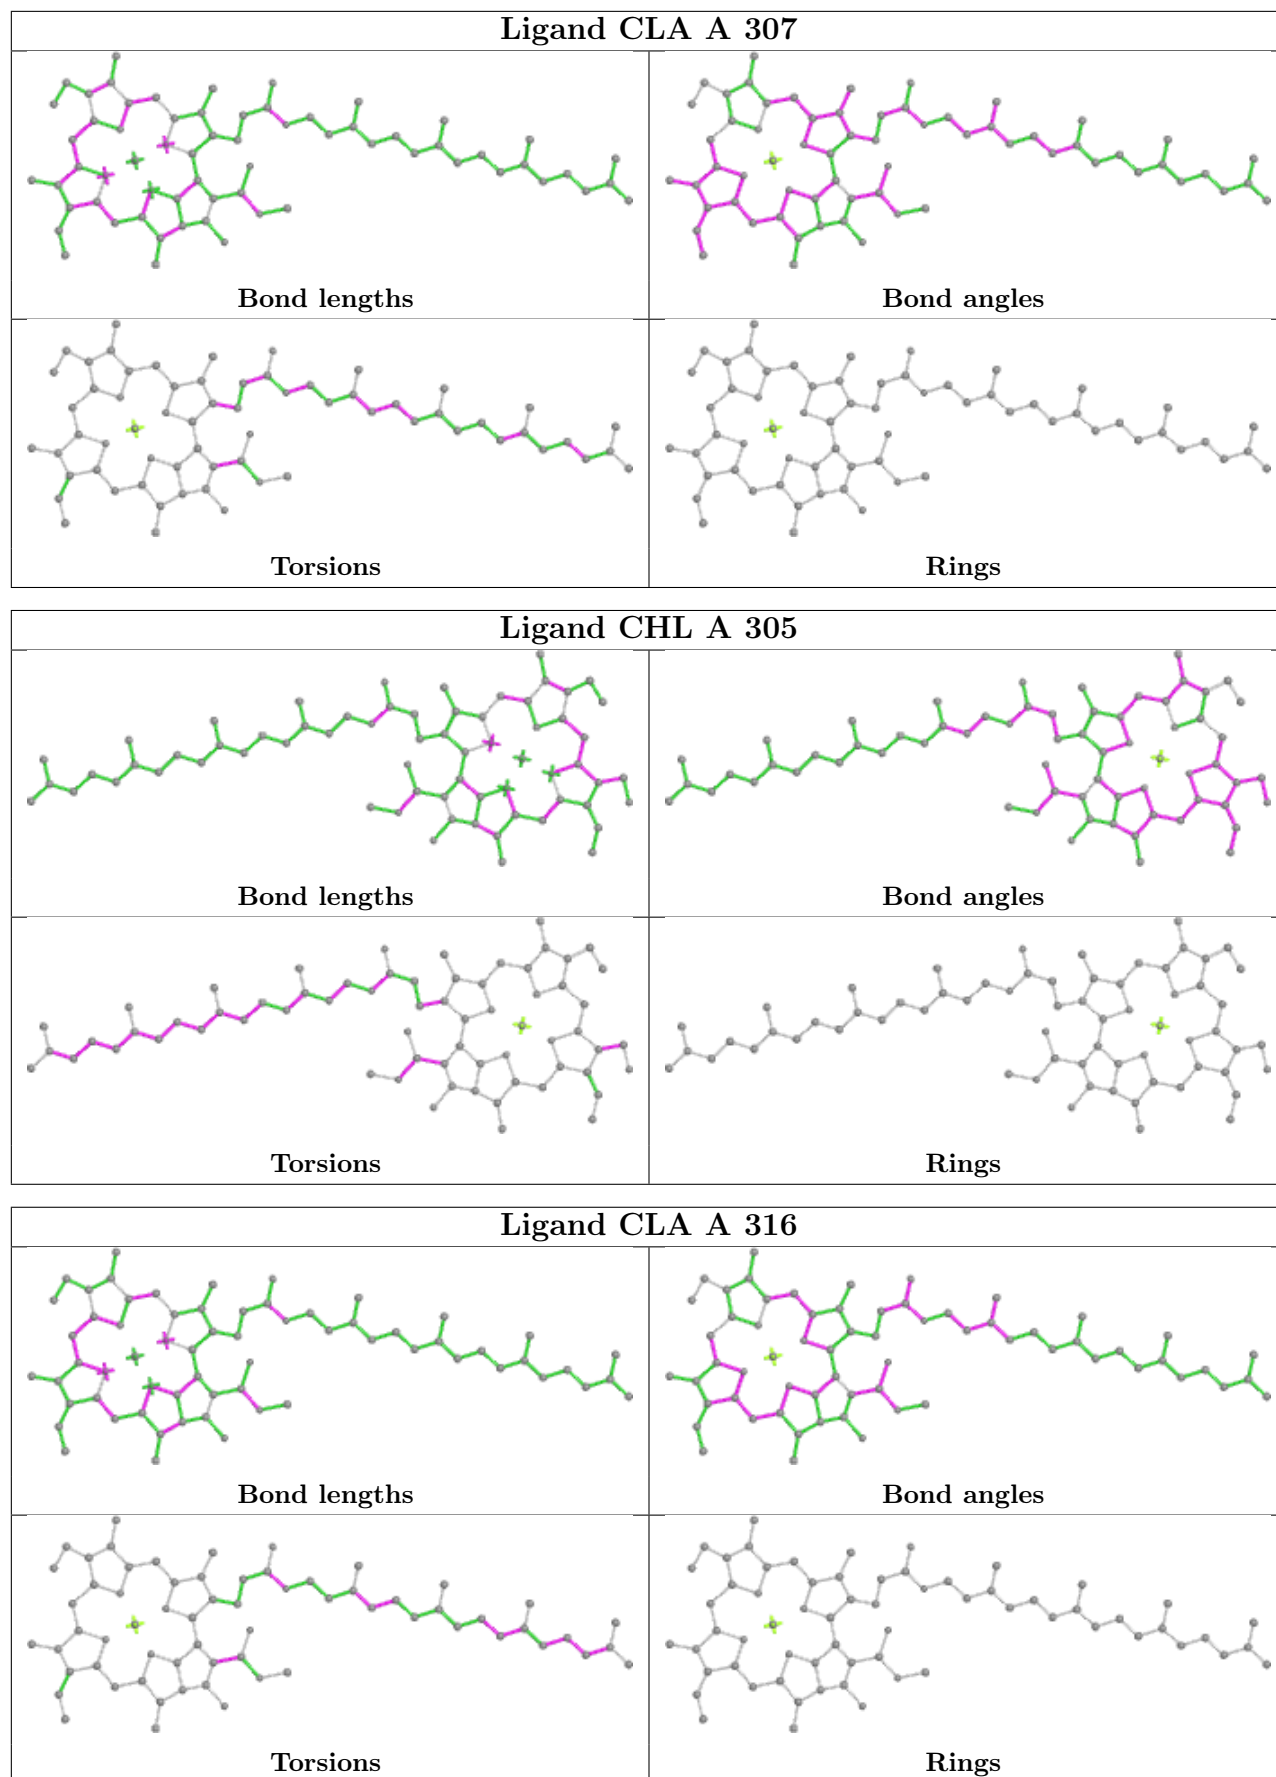 Ligand CLA A 307
Bond lengths
Bond angles
Torsions
Rings
Ligand CHL A 305
Bond lengths
Bond angles
Torsions
Rings
Ligand CLA A 316
Bond lengths
Bond angles
Torsions
Rings